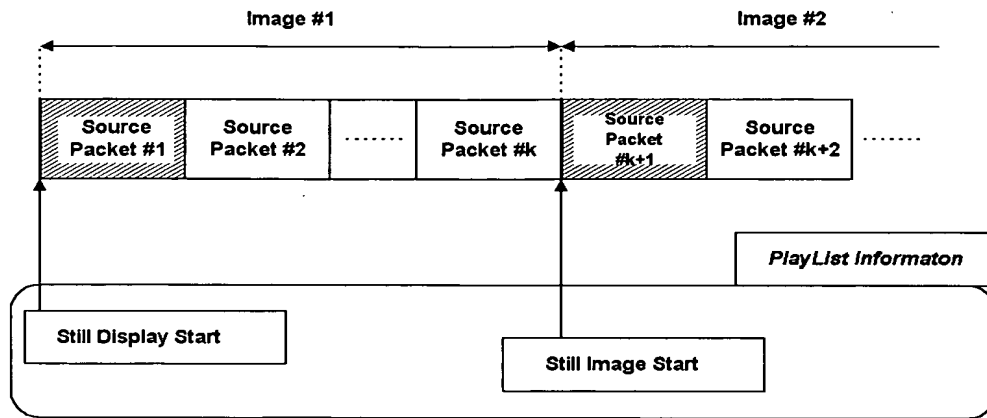 Image #1
Image #2
Source
Packet #1
Source
Packet #2
Source
Packet #k
Source
Packet
#k+1
Source
Packet #k+2
PlayList Informaton
Still Display Start
Still Image Start